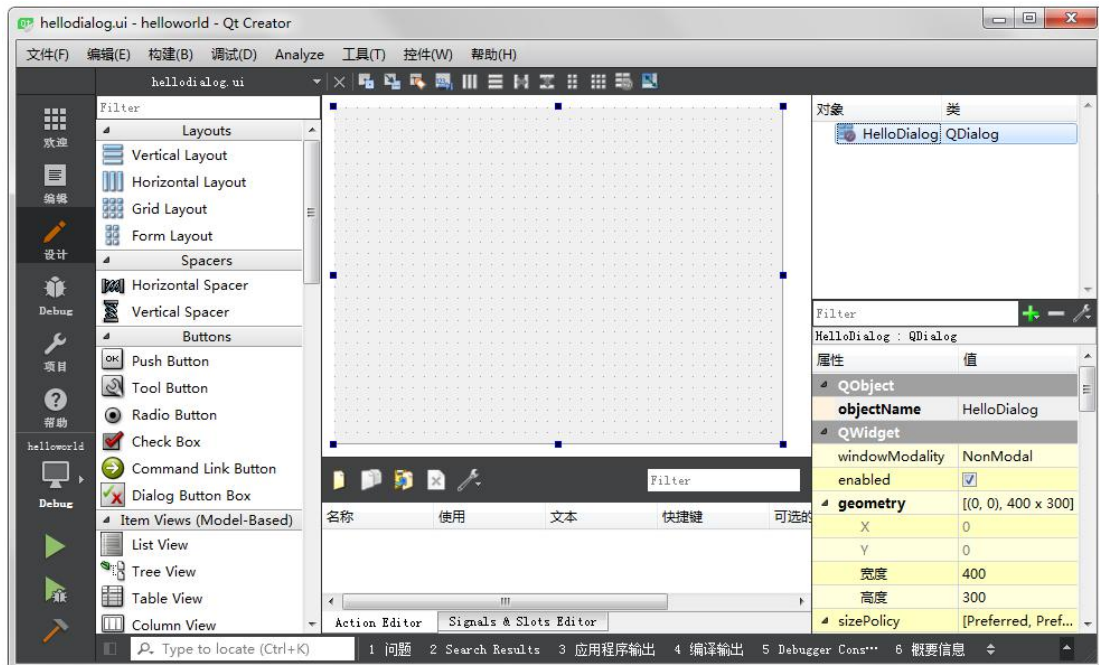 hellodialog.ui - helloworld - Qt Creator
文件(F) 编辑(E) 构建(B) 调试(D) Analyze 工具(T) 控件(W) 帮助(H)
hellodialog.ui
欢迎
编辑
设计
Debug
项目
帮助
helloworld
Debug
Filter
Layouts
Vertical Layout
Horizontal Layout
Grid Layout
Form Layout
Spacers
Horizontal Spacer
Vertical Spacer
Buttons
OK Push Button
Tool Button
Radio Button
Check Box
Command Link Button
Dialog Button Box
Item Views (Model-Based)
List View
Tree View
Table View
Column View
Filter
名称 使用 文本 快捷键 可选的
Action Editor Signals & Slots Editor
对象 类
HelloDialog QDialog
Filter
HelloDialog : QDialog
属性 值
QObject
objectName HelloDialog
QWidget
windowModality NonModal
enabled
geometry [(0, 0), 400 x 300]
X 0
Y 0
宽度 400
高度 300
sizePolicy [Preferred, Pref...
Type to locate (Ctrl+K) 1 问题 2 Search Results 3 应用程序输出 4 编译输出 5 Debugger Cons… 6 概要信息